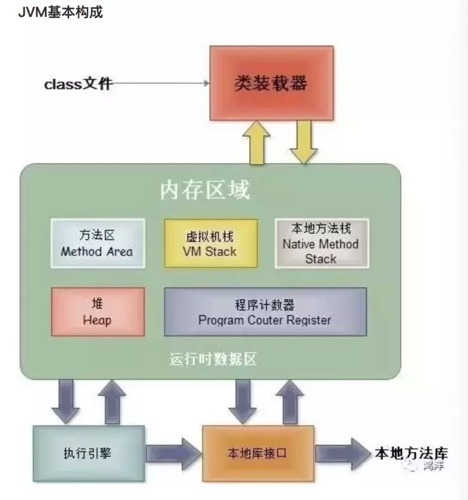 JVM基本构成
class文件
类装载器
内存区域
方法区
Method Area
虚拟机栈
VM Stack
本地方法栈
Native Method
Stack
堆
Heap
程序计数器
Program Couter Register
运行时数据区
执行引擎
本地库接口
本地方法库
鸿洋